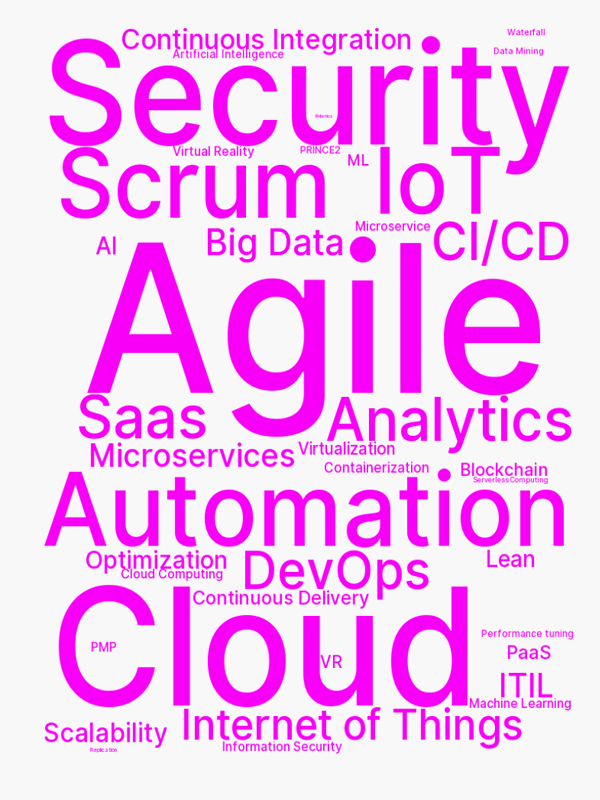 Waterfall
Continuous Integration
Data Mining
Artificial Intelligence
Security
Robotics
Virtual Reality
PRINCE2
ML
IoT
Scrum
Microservice
AI
Big Data
CI/CD
Agile
Saas
Analytics
Microservices
Virtualization
Containerization
Blockchain
Serverless Computing
Automation
Optimization
DevOps
Lean
Cloud Computing
Continuous Delivery
Cloud
Performance tuning
PMP
VR
PaaS
ITIL
Machine Learning
Scalability
Internet of Things
Information Security
Replication